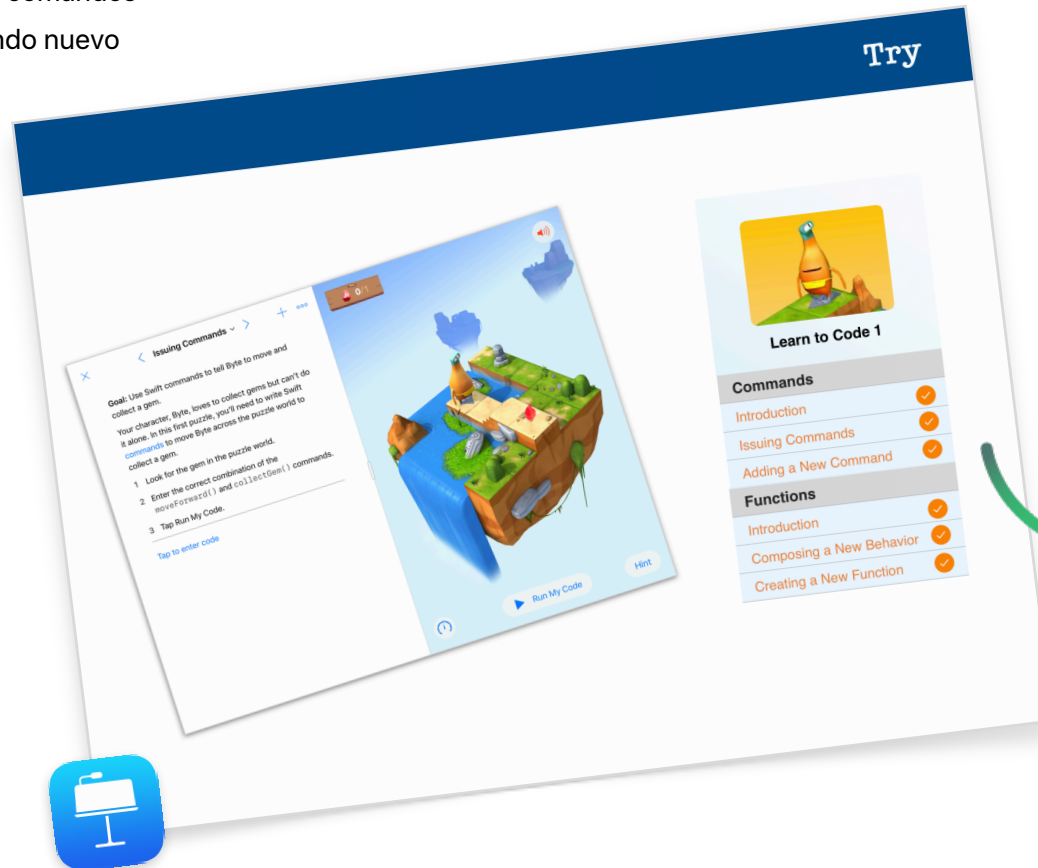 comandos
ndo nuevo
Try
Issuing Commands
Goal: Use Swift commands to tell Byte to move and
collect a gem.
Your character, Byte, loves to collect gems but can't do
it alone. In this first puzzle, you'll need to write Swift
commands to move Byte across the puzzle world to
collect a gem.
1 Look for the gem in the puzzle world.
2 Enter the correct combination of the
moveForward() and collectGem() commands.
3 Tap Run My Code.
Tap to enter code
0/1
Run My Code
Hint
Learn to Code 1
Commands
Introduction
Issuing Commands
Adding a New Command
Functions
Introduction
Composing a New Behavior
Creating a New Function